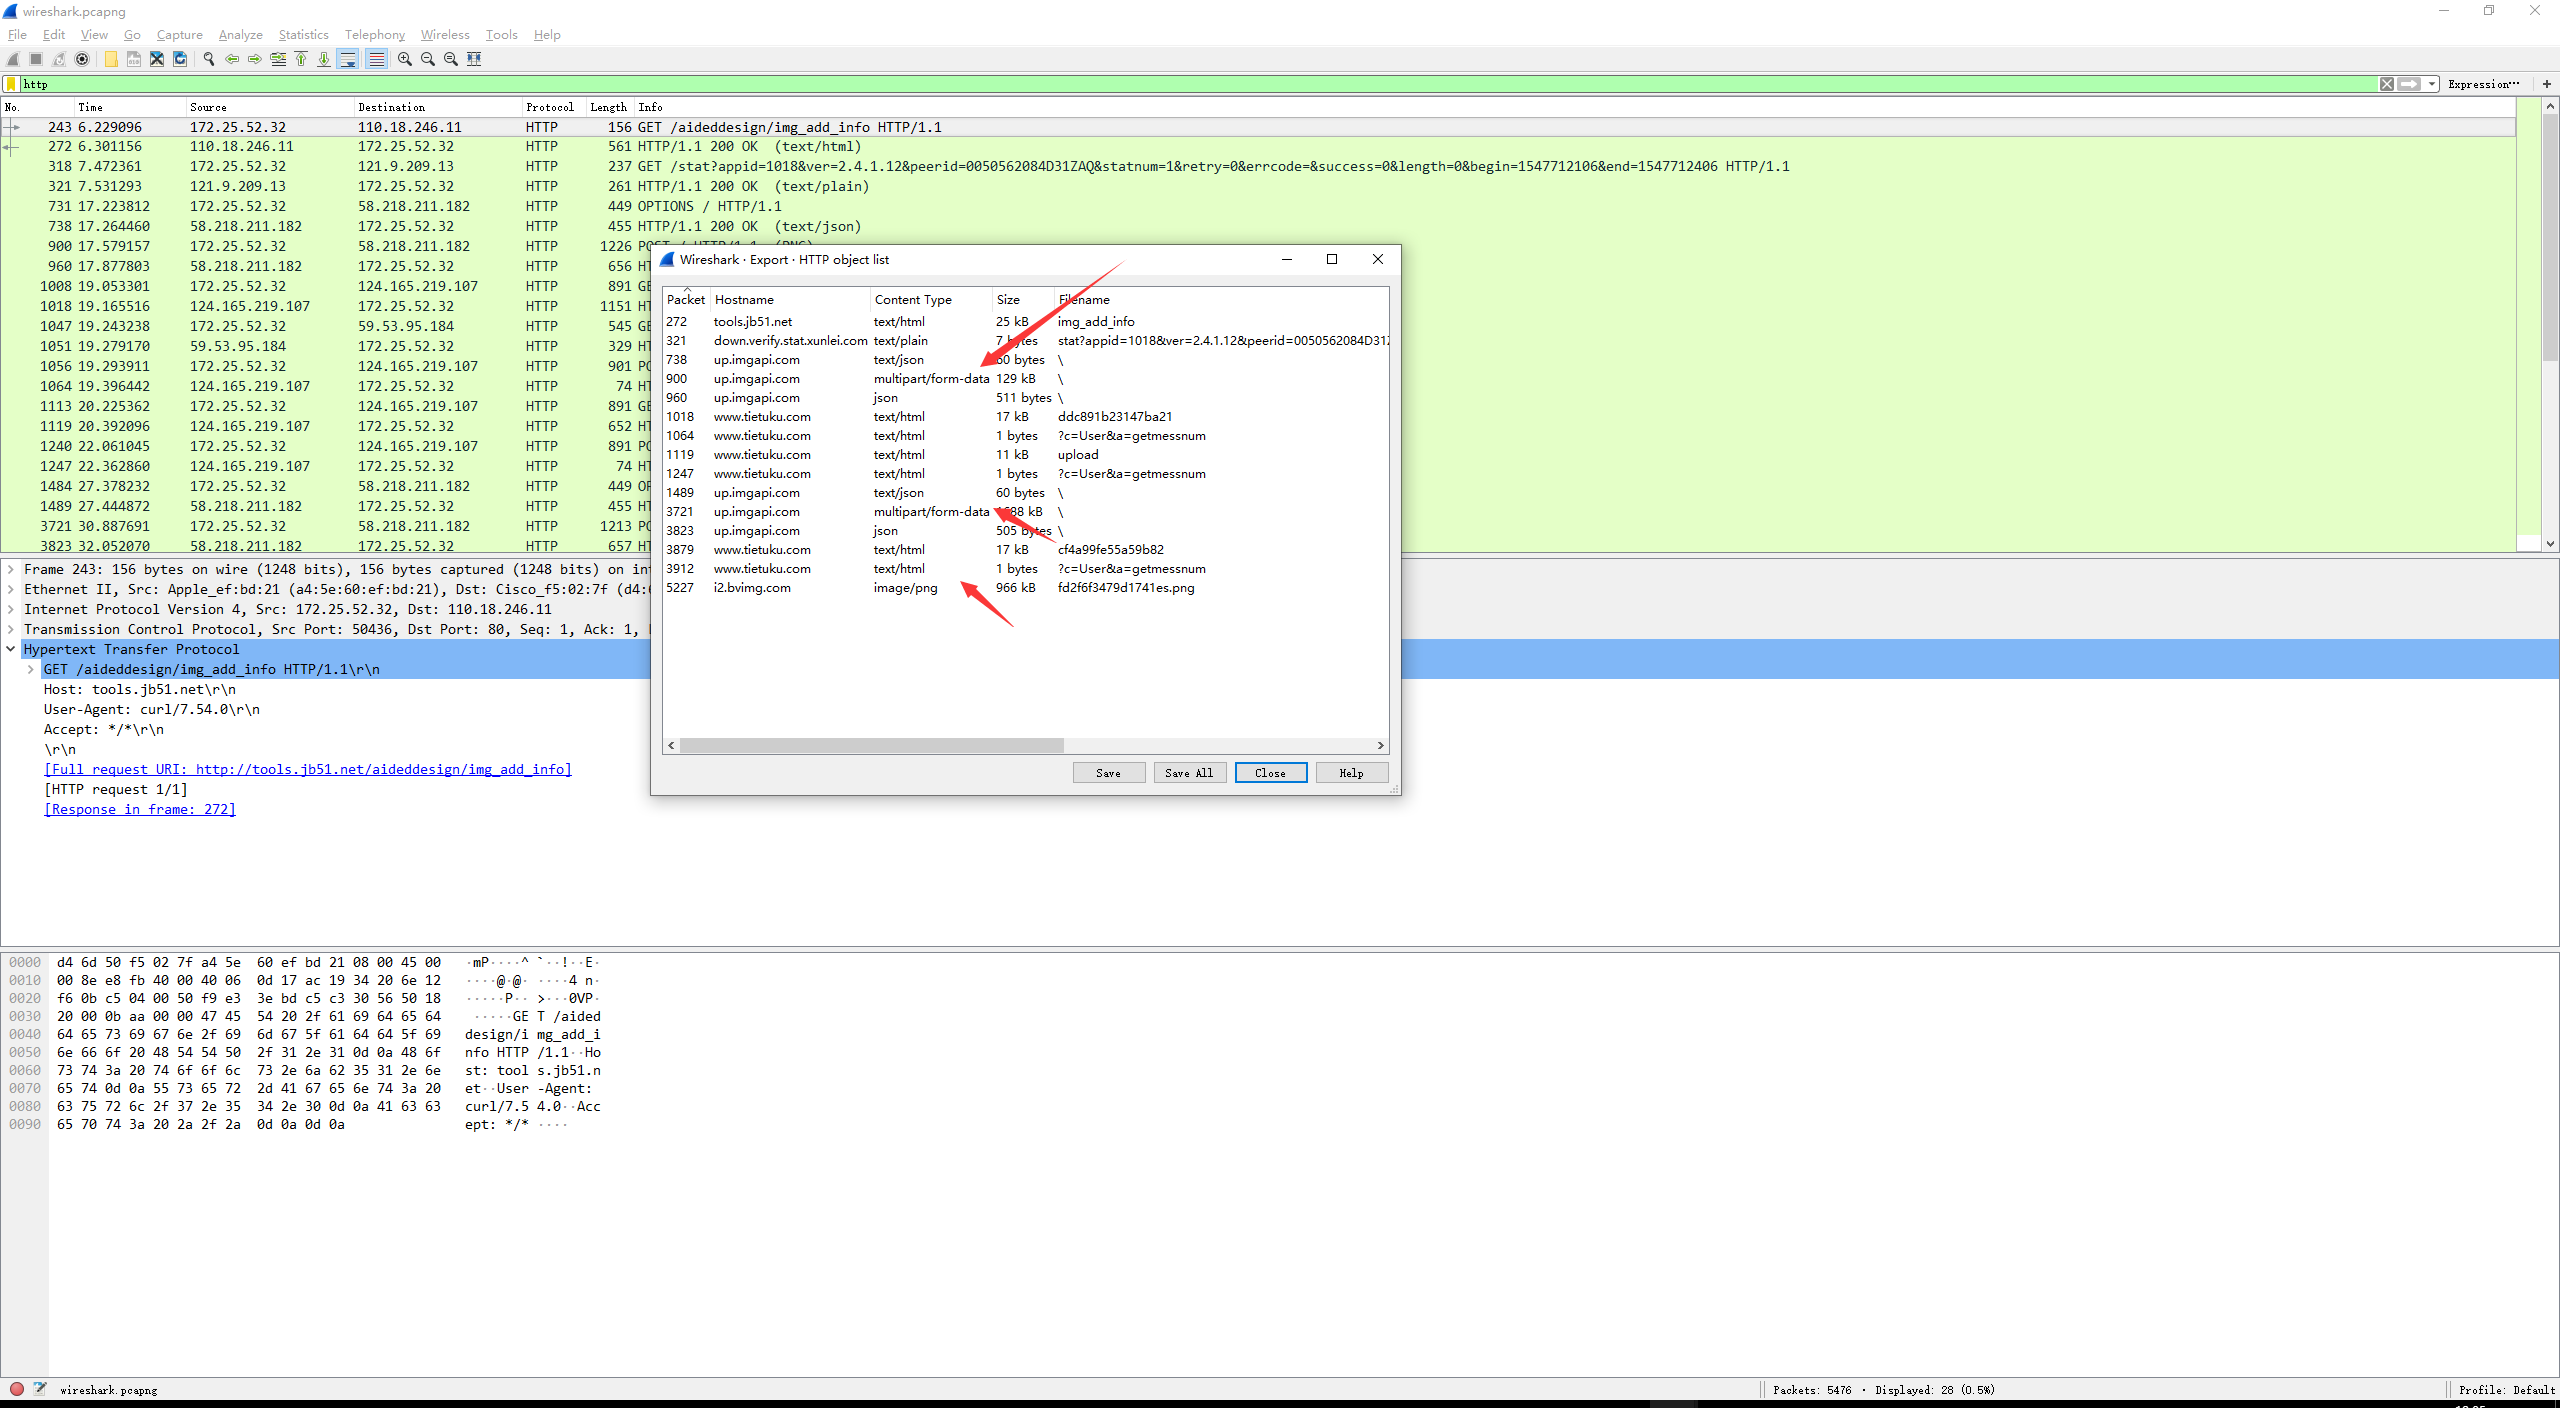 wireshark.pcapng
File Edit View Go Capture Analyze Statistics Telephony Wireless Tools Help
http
Expression…
+
No. Time Source Destination Protocol Length Info
243 6.229096 172.25.52.32 110.18.246.11 HTTP 156 GET /aideddesign/img_add_info HTTP/1.1
272 6.301156 110.18.246.11 172.25.52.32 HTTP 561 HTTP/1.1 200 OK (text/html)
318 7.472361 172.25.52.32 121.9.209.13 HTTP 237 GET /stat?appid=1018&ver=2.4.1.12&peerid=0050562084D31ZAQ&statnum=1&retry=0&errcode=&success=0&length=0&begin=1547712106&end=1547712406 HTTP/1.1
321 7.531293 121.9.209.13 172.25.52.32 HTTP 261 HTTP/1.1 200 OK (text/plain)
731 17.223812 172.25.52.32 58.218.211.182 HTTP 449 OPTIONS / HTTP/1.1
738 17.264460 58.218.211.182 172.25.52.32 HTTP 455 HTTP/1.1 200 OK (text/json)
900 17.579157 172.25.52.32 58.218.211.182 HTTP 1226 POST / HTTP/1.1 (PNG)
960 17.877803 58.218.211.182 172.25.52.32 HTTP 656 HT
1008 19.053301 172.25.52.32 124.165.219.107 HTTP 891 GE
1018 19.165516 124.165.219.107 172.25.52.32 HTTP 1151 HT
1047 19.243238 172.25.52.32 59.53.95.184 HTTP 545 GE
1051 19.279170 59.53.95.184 172.25.52.32 HTTP 329 HT
1056 19.293911 172.25.52.32 124.165.219.107 HTTP 901 PO
1064 19.396442 124.165.219.107 172.25.52.32 HTTP 74 HT
1113 20.225362 172.25.52.32 124.165.219.107 HTTP 891 GE
1119 20.392096 124.165.219.107 172.25.52.32 HTTP 652 HT
1240 22.061045 172.25.52.32 124.165.219.107 HTTP 891 PO
1247 22.362860 124.165.219.107 172.25.52.32 HTTP 74 HT
1484 27.378232 172.25.52.32 58.218.211.182 HTTP 449 OP
1489 27.444872 58.218.211.182 172.25.52.32 HTTP 455 HT
3721 30.887691 172.25.52.32 58.218.211.182 HTTP 1213 PO
3823 32.052070 58.218.211.182 172.25.52.32 HTTP 657 HT
Wireshark · Export · HTTP object list
Packet Hostname Content Type Size Filename
272 tools.jb51.net text/html 25 kB img_add_info
321 down.verify.stat.xunlei.com text/plain 7 bytes stat?appid=1018&ver=2.4.1.12&peerid=0050562084D31Z
738 up.imgapi.com text/json 60 bytes \
900 up.imgapi.com multipart/form-data 129 kB \
960 up.imgapi.com json 511 bytes \
1018 www.tietuku.com text/html 17 kB ddc891b23147ba21
1064 www.tietuku.com text/html 1 bytes ?c=User&a=getmessnum
1119 www.tietuku.com text/html 11 kB upload
1247 www.tietuku.com text/html 1 bytes ?c=User&a=getmessnum
1489 up.imgapi.com text/json 60 bytes \
3721 up.imgapi.com multipart/form-data kB \
3823 up.imgapi.com json 505 bytes \
3879 www.tietuku.com text/html 17 kB cf4a99fe55a59b82
3912 www.tietuku.com text/html 1 bytes ?c=User&a=getmessnum
5227 i2.bvimg.com image/png 966 kB fd2f6f3479d1741es.png
Save Save All Close Help
Frame 243: 156 bytes on wire (1248 bits), 156 bytes captured (1248 bits) on int
Ethernet II, Src: Apple_ef:bd:21 (a4:5e:60:ef:bd:21), Dst: Cisco_f5:02:7f (d4:6
Internet Protocol Version 4, Src: 172.25.52.32, Dst: 110.18.246.11
Transmission Control Protocol, Src Port: 50436, Dst Port: 80, Seq: 1, Ack: 1, L
Hypertext Transfer Protocol
GET /aideddesign/img_add_info HTTP/1.1\r\n
Host: tools.jb51.net\r\n
User-Agent: curl/7.54.0\r\n
Accept: */*\r\n
\r\n
[Full request URI: http://tools.jb51.net/aideddesign/img_add_info]
[HTTP request 1/1]
[Response in frame: 272]
0000 d4 6d 50 f5 02 7f a4 5e 60 ef bd 21 08 00 45 00 ·mP····^ `··!··E·
0010 00 8e e8 fb 40 00 40 06 0d 17 ac 19 34 20 6e 12 ····@·@· ····4 n·
0020 f6 0b c5 04 00 50 f9 e3 3e bd c5 c3 30 56 50 18 ·····P·· >···0VP·
0030 20 00 0b aa 00 00 47 45 54 20 2f 61 69 64 65 64 ·····GE T /aided
0040 64 65 73 69 67 6e 2f 69 6d 67 5f 61 64 64 5f 69 design/i mg_add_i
0050 6e 66 6f 20 48 54 54 50 2f 31 2e 31 0d 0a 48 6f nfo HTTP /1.1··Ho
0060 73 74 3a 20 74 6f 6f 6c 73 2e 6a 62 35 31 2e 6e st: tool s.jb51.n
0070 65 74 0d 0a 55 73 65 72 2d 41 67 65 6e 74 3a 20 et··User -Agent:
0080 63 75 72 6c 2f 37 2e 35 34 2e 30 0d 0a 41 63 63 curl/7.5 4.0··Acc
0090 65 70 74 3a 20 2a 2f 2a 0d 0a 0d 0a ept: */* ····
wireshark.pcapng
Packets: 5476 · Displayed: 28 (0.5%)
Profile: Default